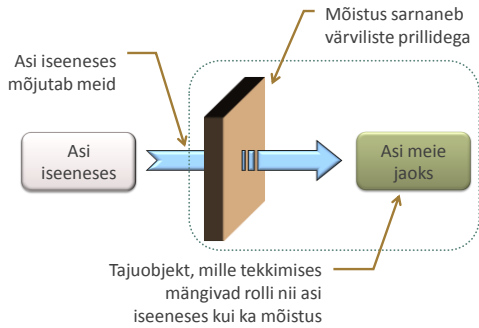 Mõistus sarnaneb
värviliste prillidega
Asi iseeneses
mõjutab meid
Asi
iseeneses
Asi meie
jaoks
Tajuobjekt, mille tekkimises
mängivad rolli nii asi
iseeneses kui ka mõistus